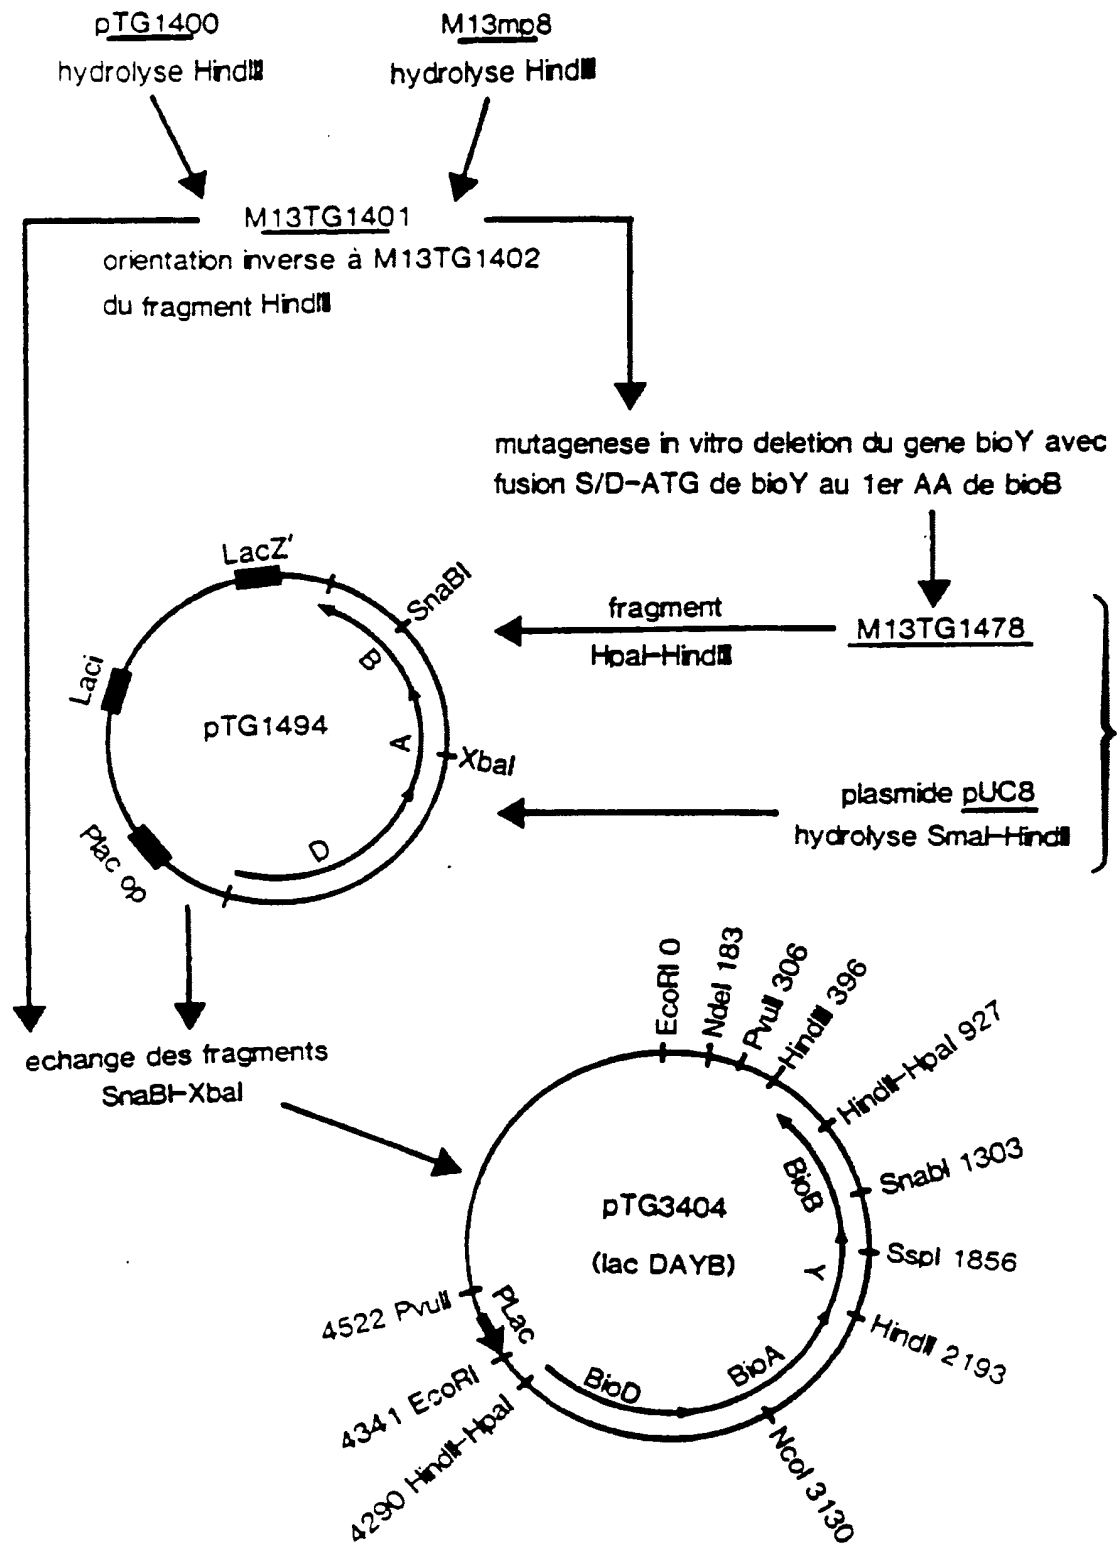 pTG1400
hydrolyse HindIII
M13mp8
hydrolyse HindIII
M13TG1401
orientation inverse à M13TG1402
du fragment HindIII
mutagenese in vitro deletion du gene bioY avec
fusion S/D-ATG de bioY au 1er AA de bioB
M13TG1478
fragment
HpaI-HindIII
plasmide pUC8
hydrolyse SmaI-HindIII
LacZ'
SnaBI
Laci
B
pTG1494
A
XbaI
D
Plac op
echange des fragments
SnaBI-XbaI
EcoRI 0
NdeI 183
PvuII 306
HindIII 396
HindII-HpaI 927
SnabI 1303
SspI 1856
HindII 2193
NcoI 3130
4290 HindII-HpaI
4341 EcoRI
4522 PvuII
PLac
BioD
BioA
Y
BioB
pTG3404
(lac DAYB)